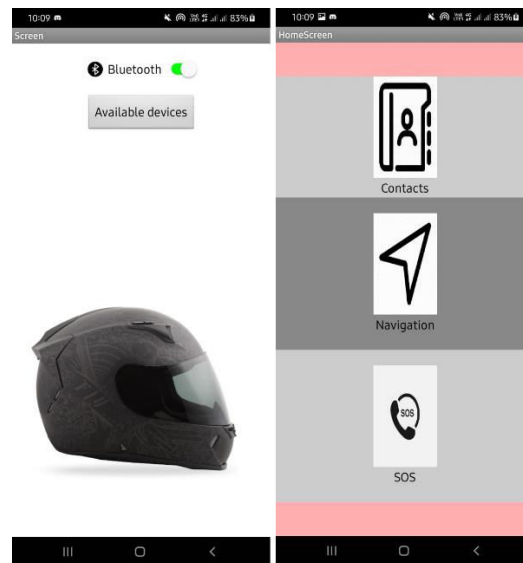 10:09
83%
Screen
Bluetooth
Available devices
10:09
83%
HomeScreen
Contacts
Navigation
SOS
SOS